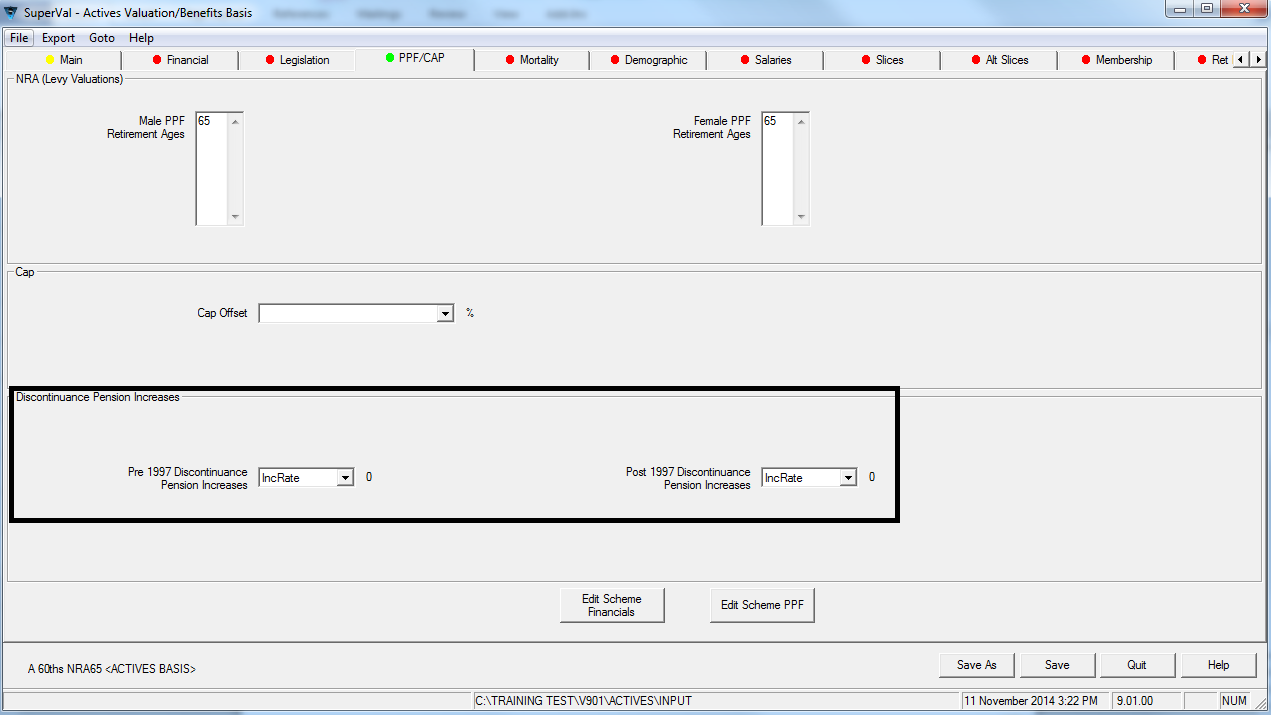 SuperVal - Actives Valuation/Benefits Basis
File Export Goto Help
Main Financial Legislation PPF/CAP Mortality Demographic Salaries Slices Alt Slices Membership Ret
NRA (Levy Valuations)
Male PPF
Retirement Ages
65
Female PPF
Retirement Ages
65
Cap
Cap Offset %
Discontinuance Pension Increases
Pre 1997 Discontinuance
Pension Increases
IncRate 0
Post 1997 Discontinuance
Pension Increases
IncRate 0
Edit Scheme
Financials
Edit Scheme PPF
A 60ths NRA65 <ACTIVES BASIS>
Save As Save Quit Help
C:\TRAINING TEST\V901\ACTIVES\INPUT 11 November 2014 3:22 PM 9.01.00 NUM